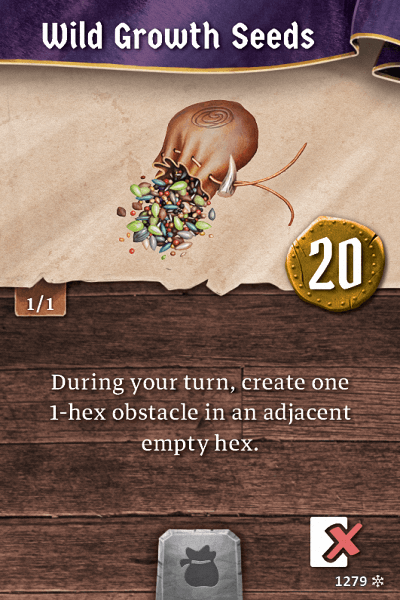 Wild Growth Seeds
20
1/1
During your turn, create one
1-hex obstacle in an adjacent
empty hex.
1279